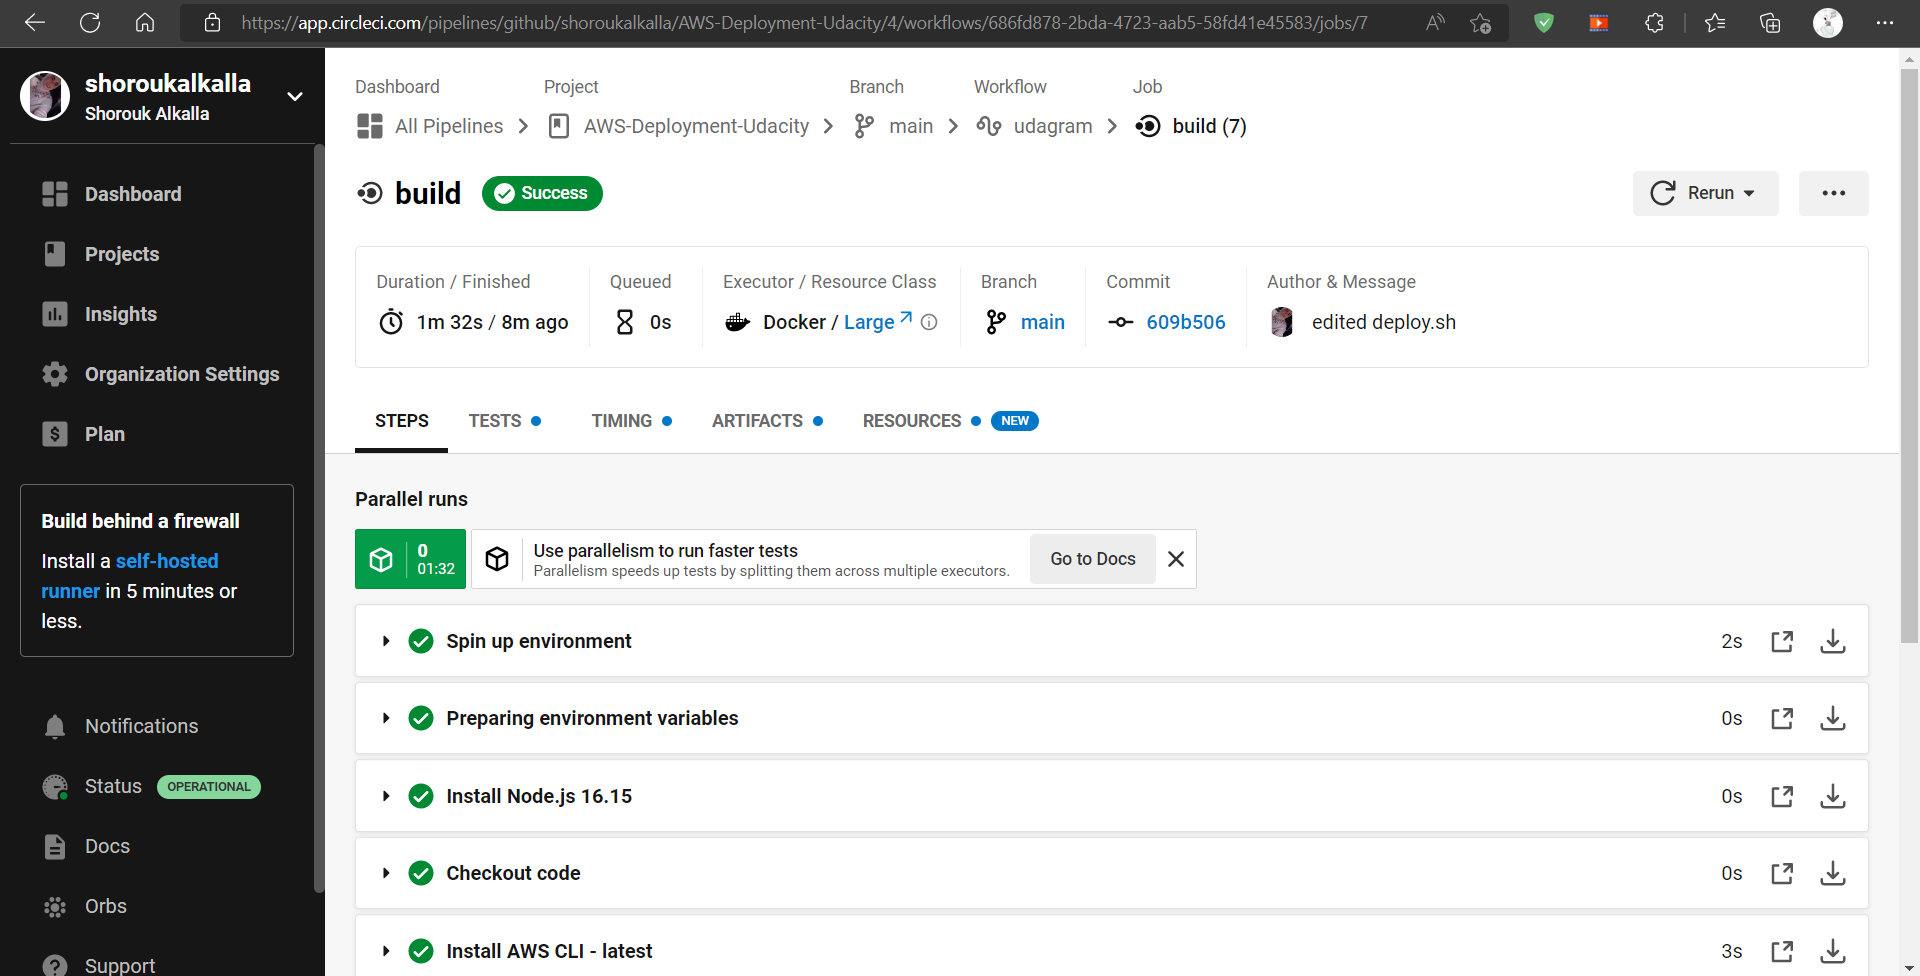 https://app.circleci.com/pipelines/github/shoroukalkalla/AWS-Deployment-Udacity/4/workflows/686fd878-2bda-4723-aab5-58fd41e45583/jobs/7
shoroukalkalla
Shorouk Alkalla
Dashboard
Projects
Insights
Organization Settings
$ Plan
Build behind a firewall
Install a self-hosted
runner in 5 minutes or
less.
Notifications
Status OPERATIONAL
Docs
Orbs
? Support
Dashboard Project Branch Workflow Job
All Pipelines AWS-Deployment-Udacity main udagram build (7)
build Success Rerun
Duration / Finished Queued Executor / Resource Class Branch Commit Author & Message
1m 32s / 8m ago 0s Docker / Large main 609b506 edited deploy.sh
STEPS TESTS TIMING ARTIFACTS RESOURCES NEW
Parallel runs
0
01:32
Use parallelism to run faster tests
Parallelism speeds up tests by splitting them across multiple executors.
Go to Docs
Spin up environment 2s
Preparing environment variables 0s
Install Node.js 16.15 0s
Checkout code 0s
Install AWS CLI - latest 3s